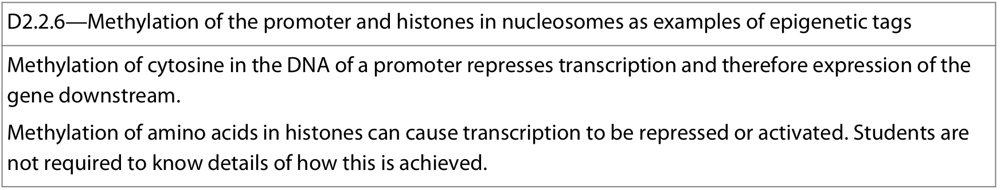 D2.2.6—Methylation of the promoter and histones in nucleosomes as examples of epigenetic tags
Methylation of cytosine in the DNA of a promoter represses transcription and therefore expression of the
gene downstream.
Methylation of amino acids in histones can cause transcription to be repressed or activated. Students are
not required to know details of how this is achieved.